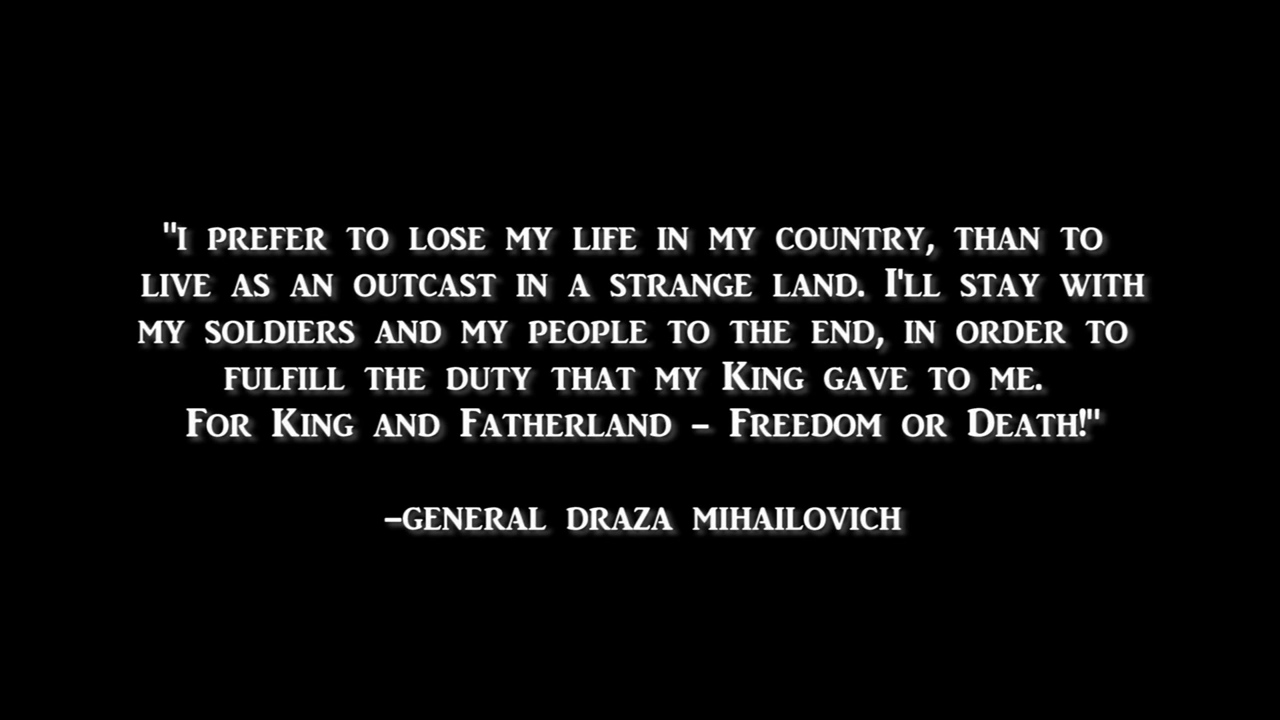 "I prefer to lose my life in my country, than to
live as an outcast in a strange land. I'll stay with
my soldiers and my people to the end, in order to
fulfill the duty that my King gave to me.
For King and Fatherland - Freedom or Death!"
-general draza mihailovich